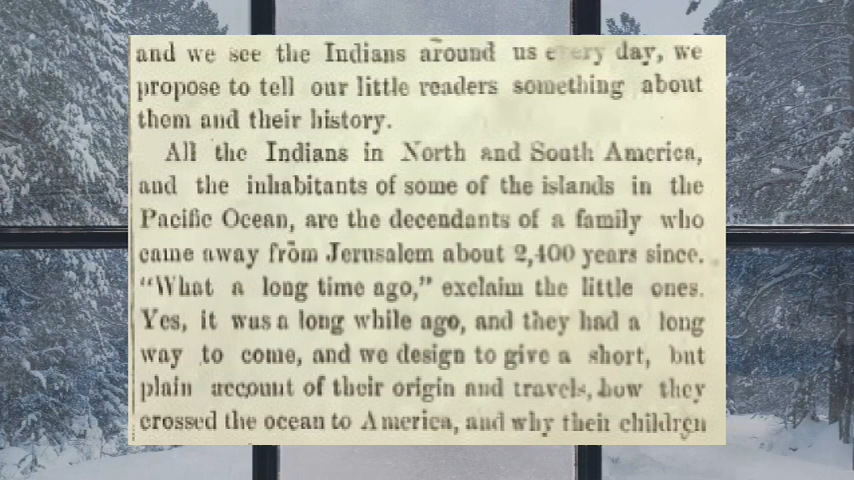 and we see the Indians around us every day, we
propose to tell our little readers something about
them and their history.
All the Indians in North and South America,
and the inhabitants of some of the islands in the
Pacific Ocean, are the decendants of a family who
came away from Jerusalem about 2,400 years since.
"What a long time ago," exclaim the little ones.
Yes, it was a long while ago, and they had a long
way to come, and we design to give a short, but
plain account of their origin and travels, how they
crossed the ocean to America, and why their children